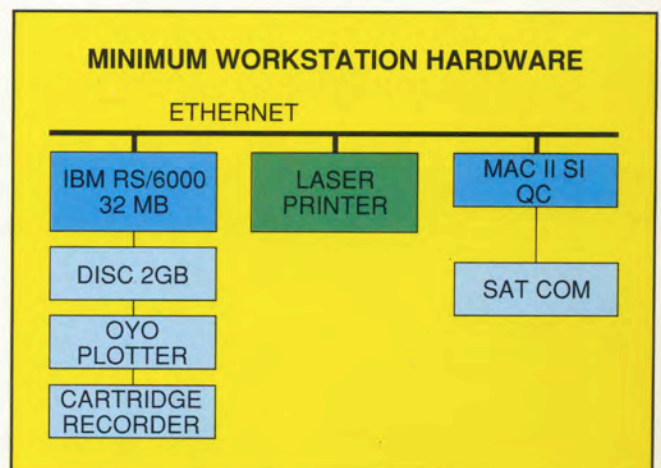 MINIMUM WORKSTATION HARDWARE
ETHERNET
IBM RS/6000
32 MB
LASER
PRINTER
MAC II SI
QC
DISC 2GB
SAT COM
OYO
PLOTTER
CARTRIDGE
RECORDER